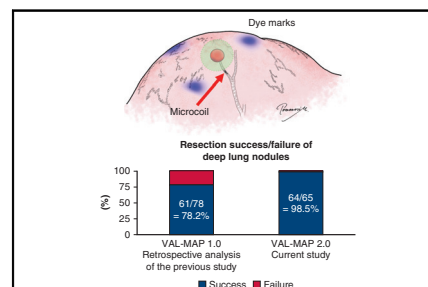 Dye marks
Microcoil
Resection success/failure of
deep lung nodules
100
75
50
25
0
(%)
61/78
= 78.2%
64/65
= 98.5%
VAL-MAP 1.0
Retrospective analysis
of the previous study
VAL-MAP 2.0
Current study
Success
Failure